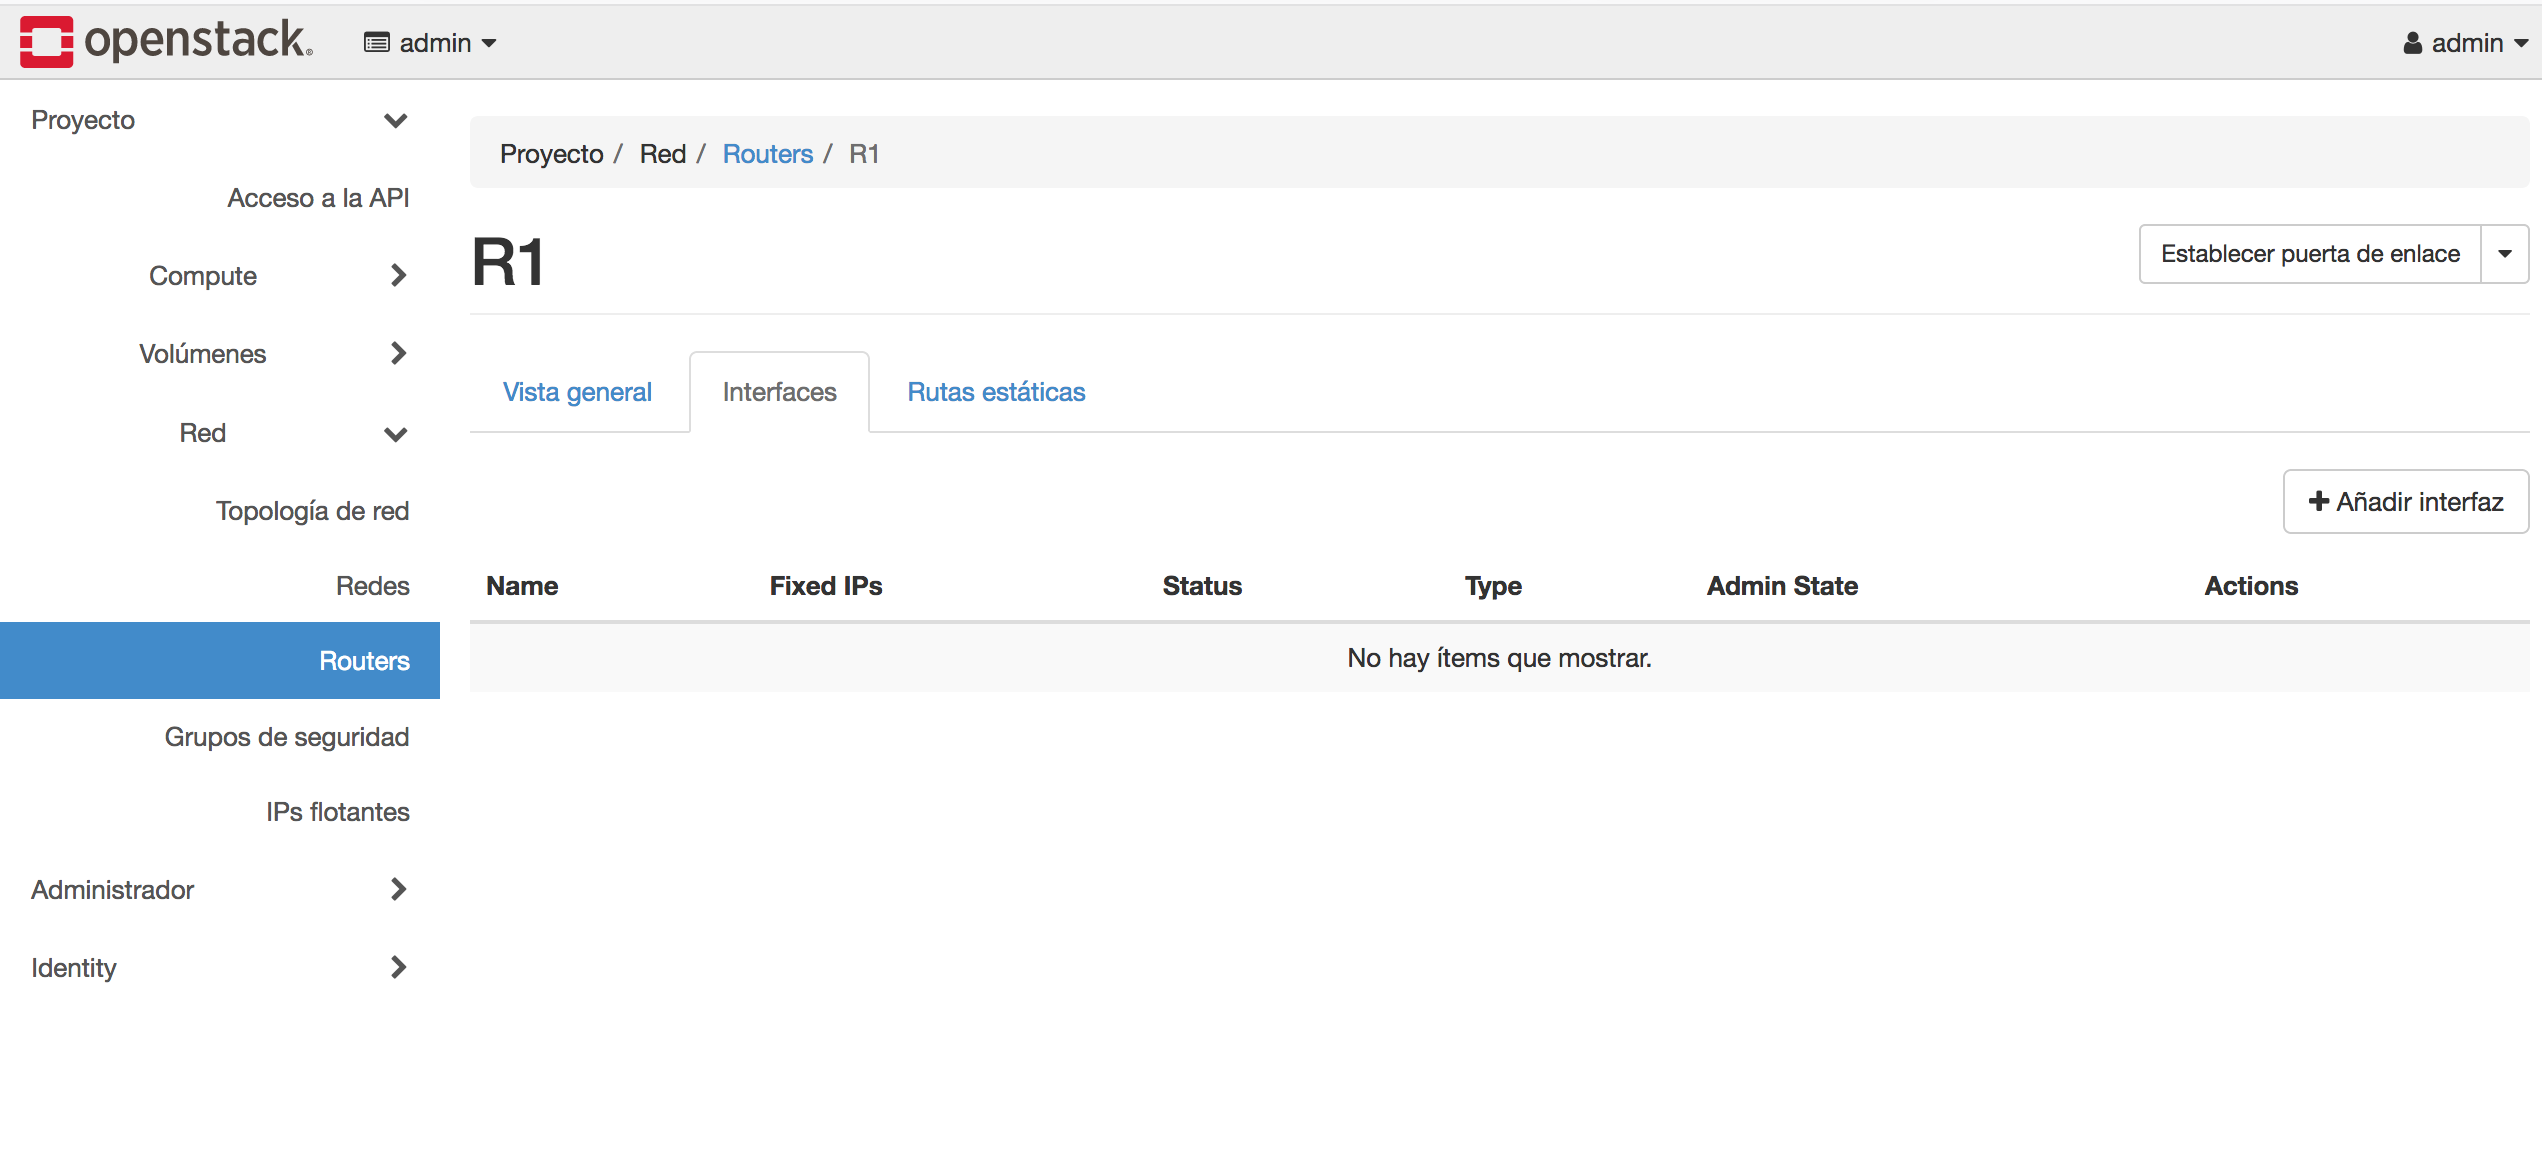 openstack. admin admin
Proyecto
Acceso a la API
Compute
Volúmenes
Red
Topología de red
Redes
Routers
Grupos de seguridad
IPs flotantes
Administrador
Identity
Proyecto / Red / Routers / R1
R1
Establecer puerta de enlace
Vista general Interfaces Rutas estáticas
Añadir interfaz
Name Fixed IPs Status Type Admin State Actions
No hay ítems que mostrar.